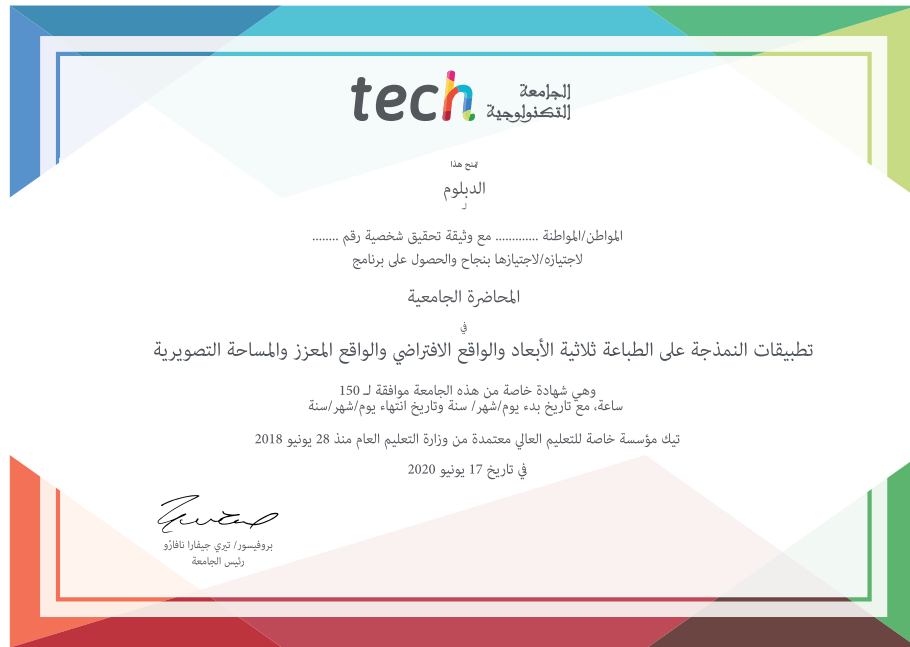 tech الجامعة
التكنولوجية
يمنح هذا
الدبلوم
لـ
المواطن/المواطنة ............. مع وثيقة تحقيق شخصية رقم ........
لاجتيازه/لاجتيازها بنجاح والحصول على برنامج
المحاضرة الجامعية
في
تطبيقات النمذجة على الطباعة ثلاثية الأبعاد والواقع الافتراضي والواقع المعزز والمساحة التصويرية
وهي شهادة خاصة من هذه الجامعة موافقة لـ 150
ساعة، مع تاريخ بدء يوم/شهر/ سنة وتاريخ انتهاء يوم/شهر/سنة
تيك مؤسسة خاصة للتعليم العالي معتمدة من وزارة التعليم العام منذ 28 يونيو 2018
في تاريخ 17 يونيو 2020
بروفيسور/ تيري جيفارا نافارّو
رئيس الجامعة